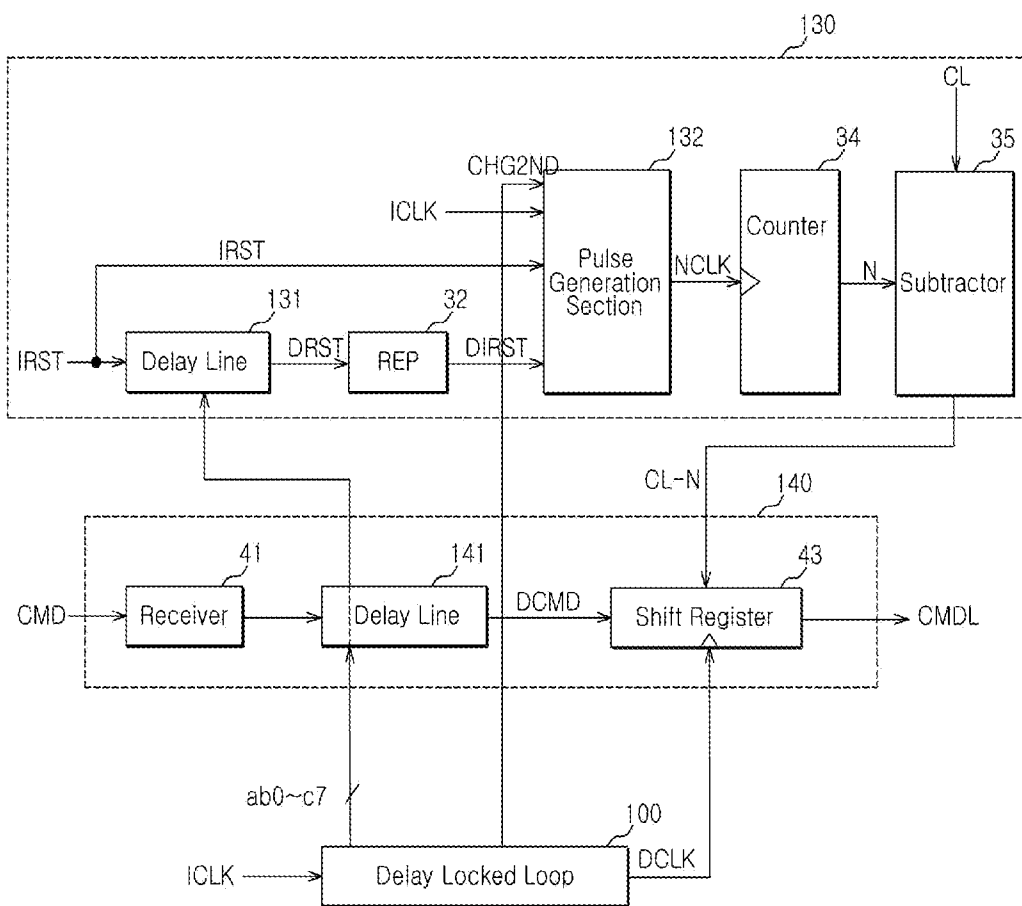 130
CL
132
34
35
CHG2ND
ICLK
Counter
IRST
Pulse
Generation
Section
NCLK
N
Subtractor
131
32
IRST
Delay Line
DRST
REP
DIRST
CL-N
140
41
141
43
CMD
Receiver
Delay Line
DCMD
Shift Register
CMDL
ab0~c7
100
ICLK
Delay Locked Loop
DCLK